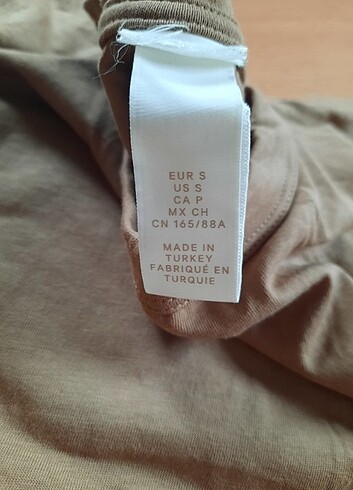 EUR S
US S
CA P
MX CH
CN 165/88A
MADE IN
TURKEY
FABRIQUÉ EN
TURQUIE